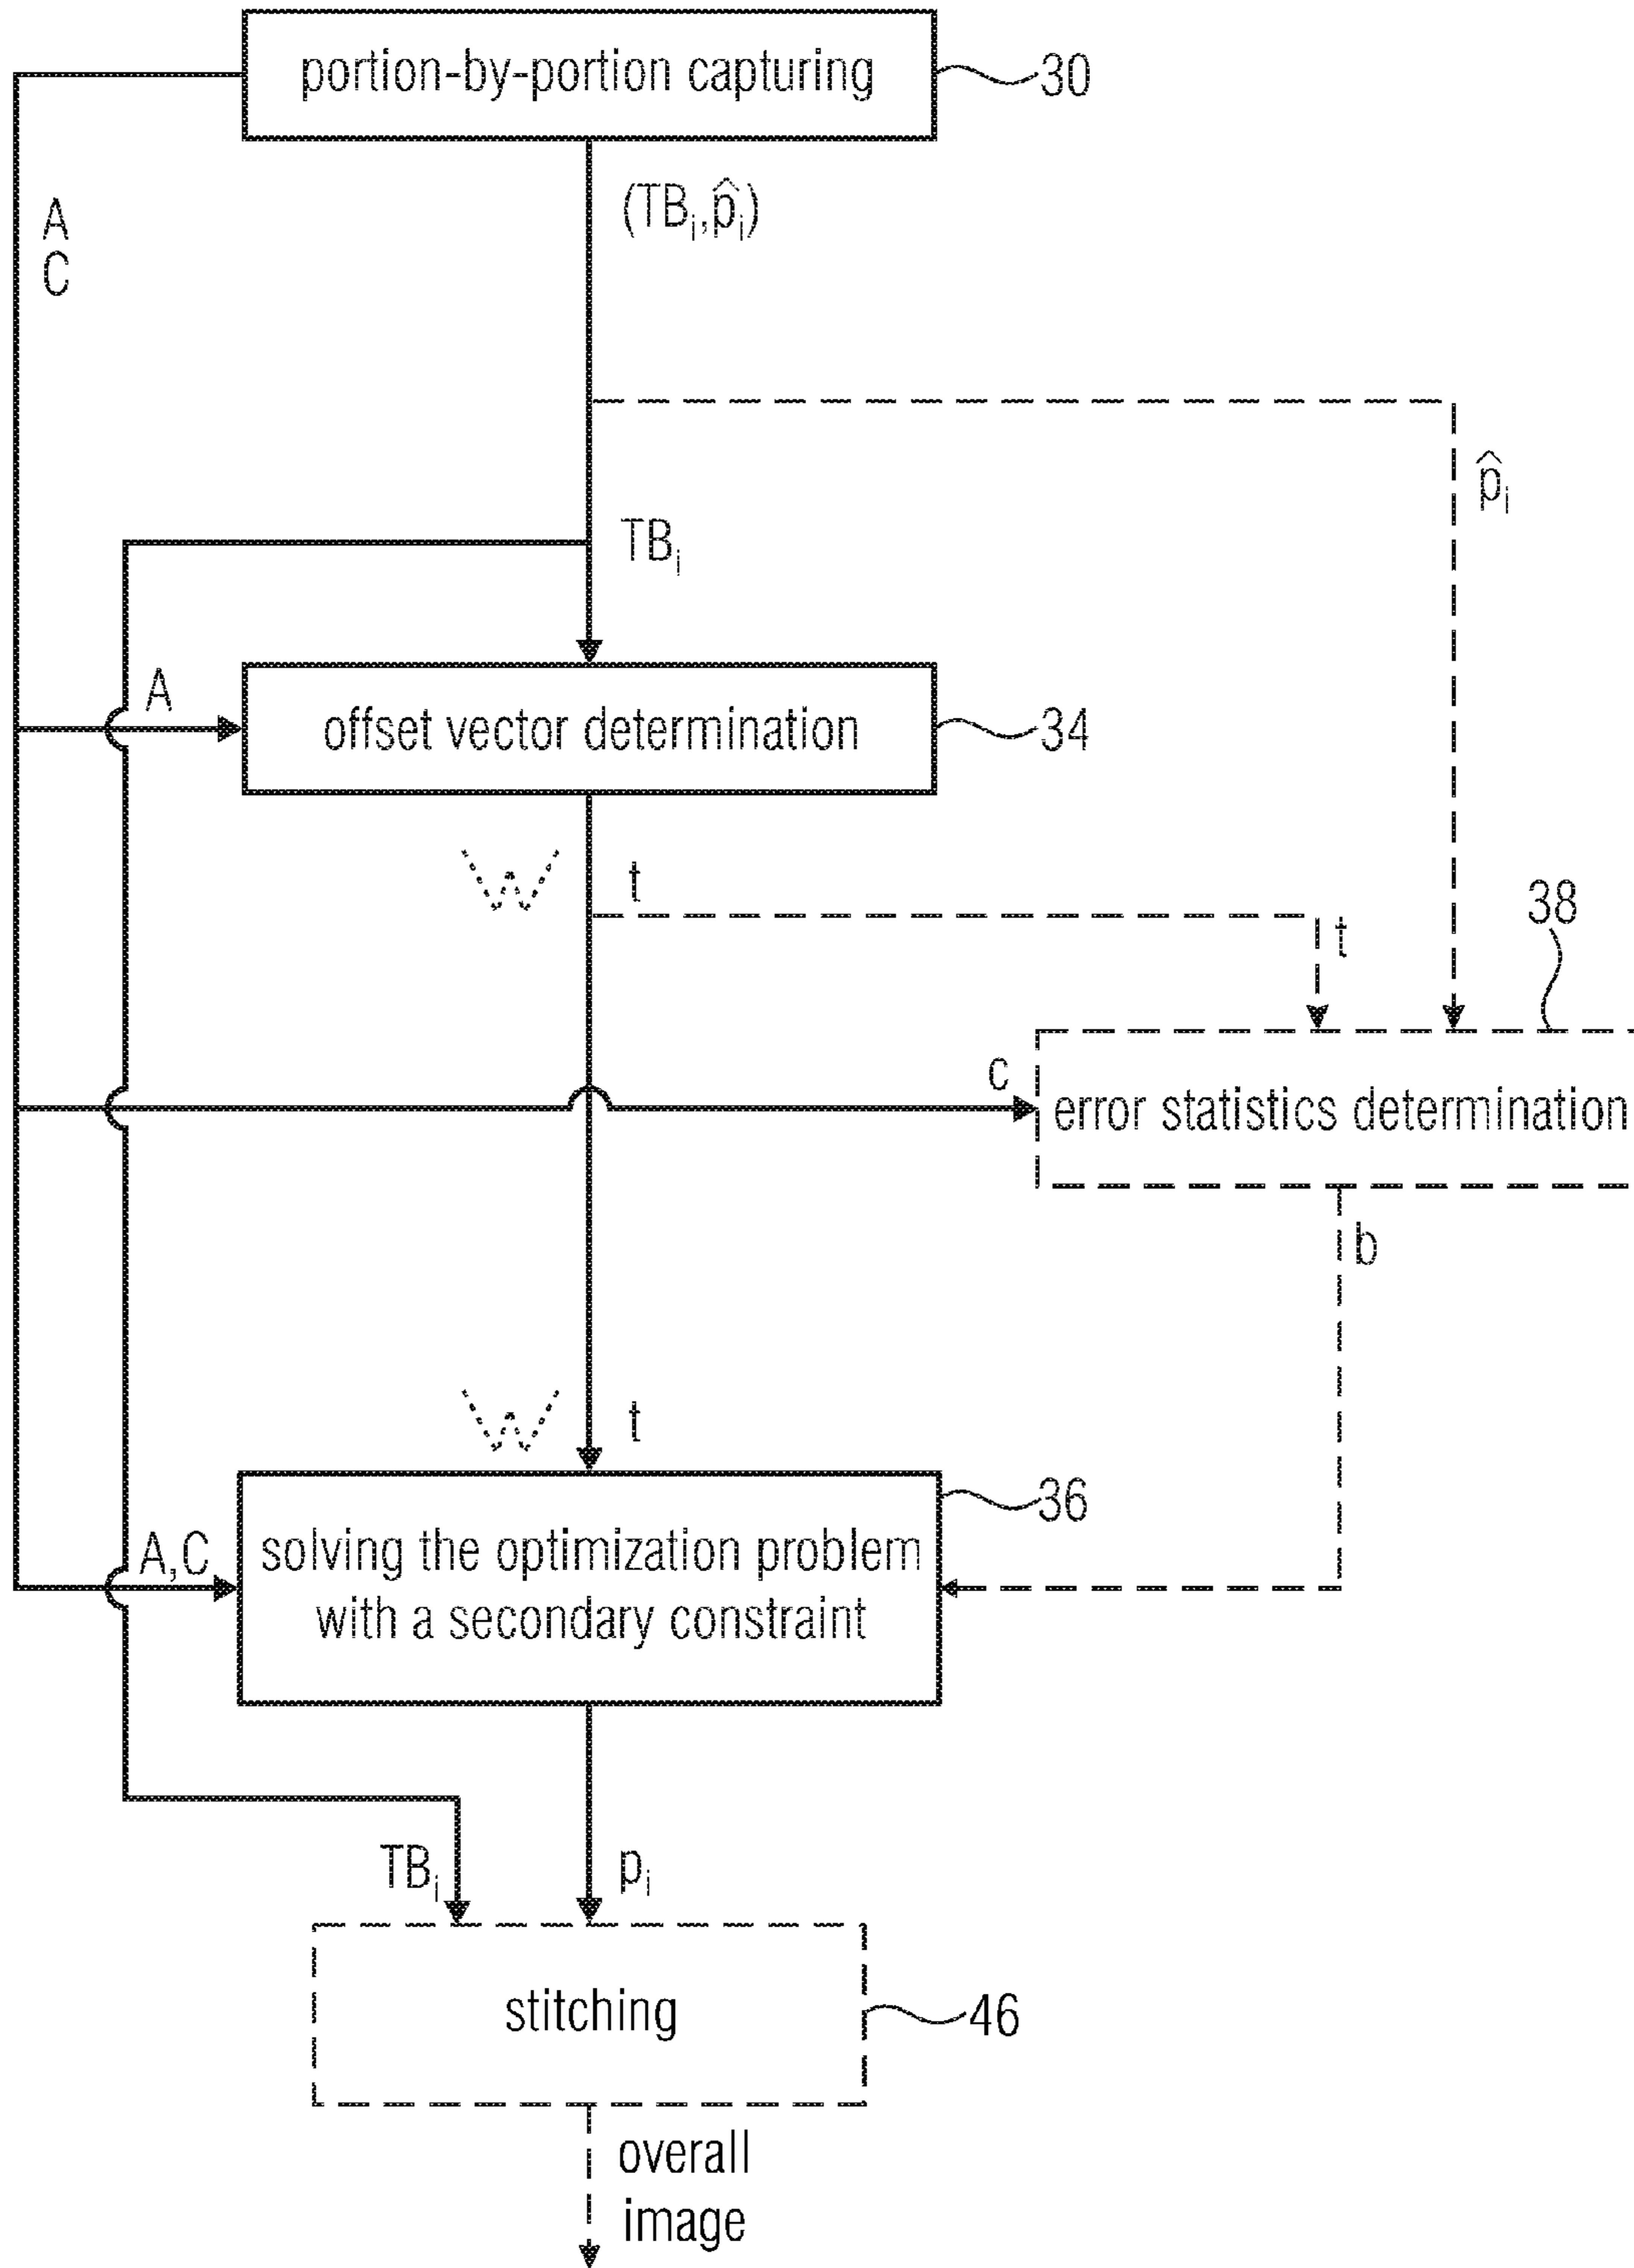 portion-by-portion capturing
30
A
C
(TBᵢ,p̂ᵢ)
p̂ᵢ
TBᵢ
A
offset vector determination
34
W
t
t
38
c
error statistics determination
b
W
t
36
A,C
solving the optimization problem
with a secondary constraint
TBᵢ
pᵢ
stitching
46
overall
image